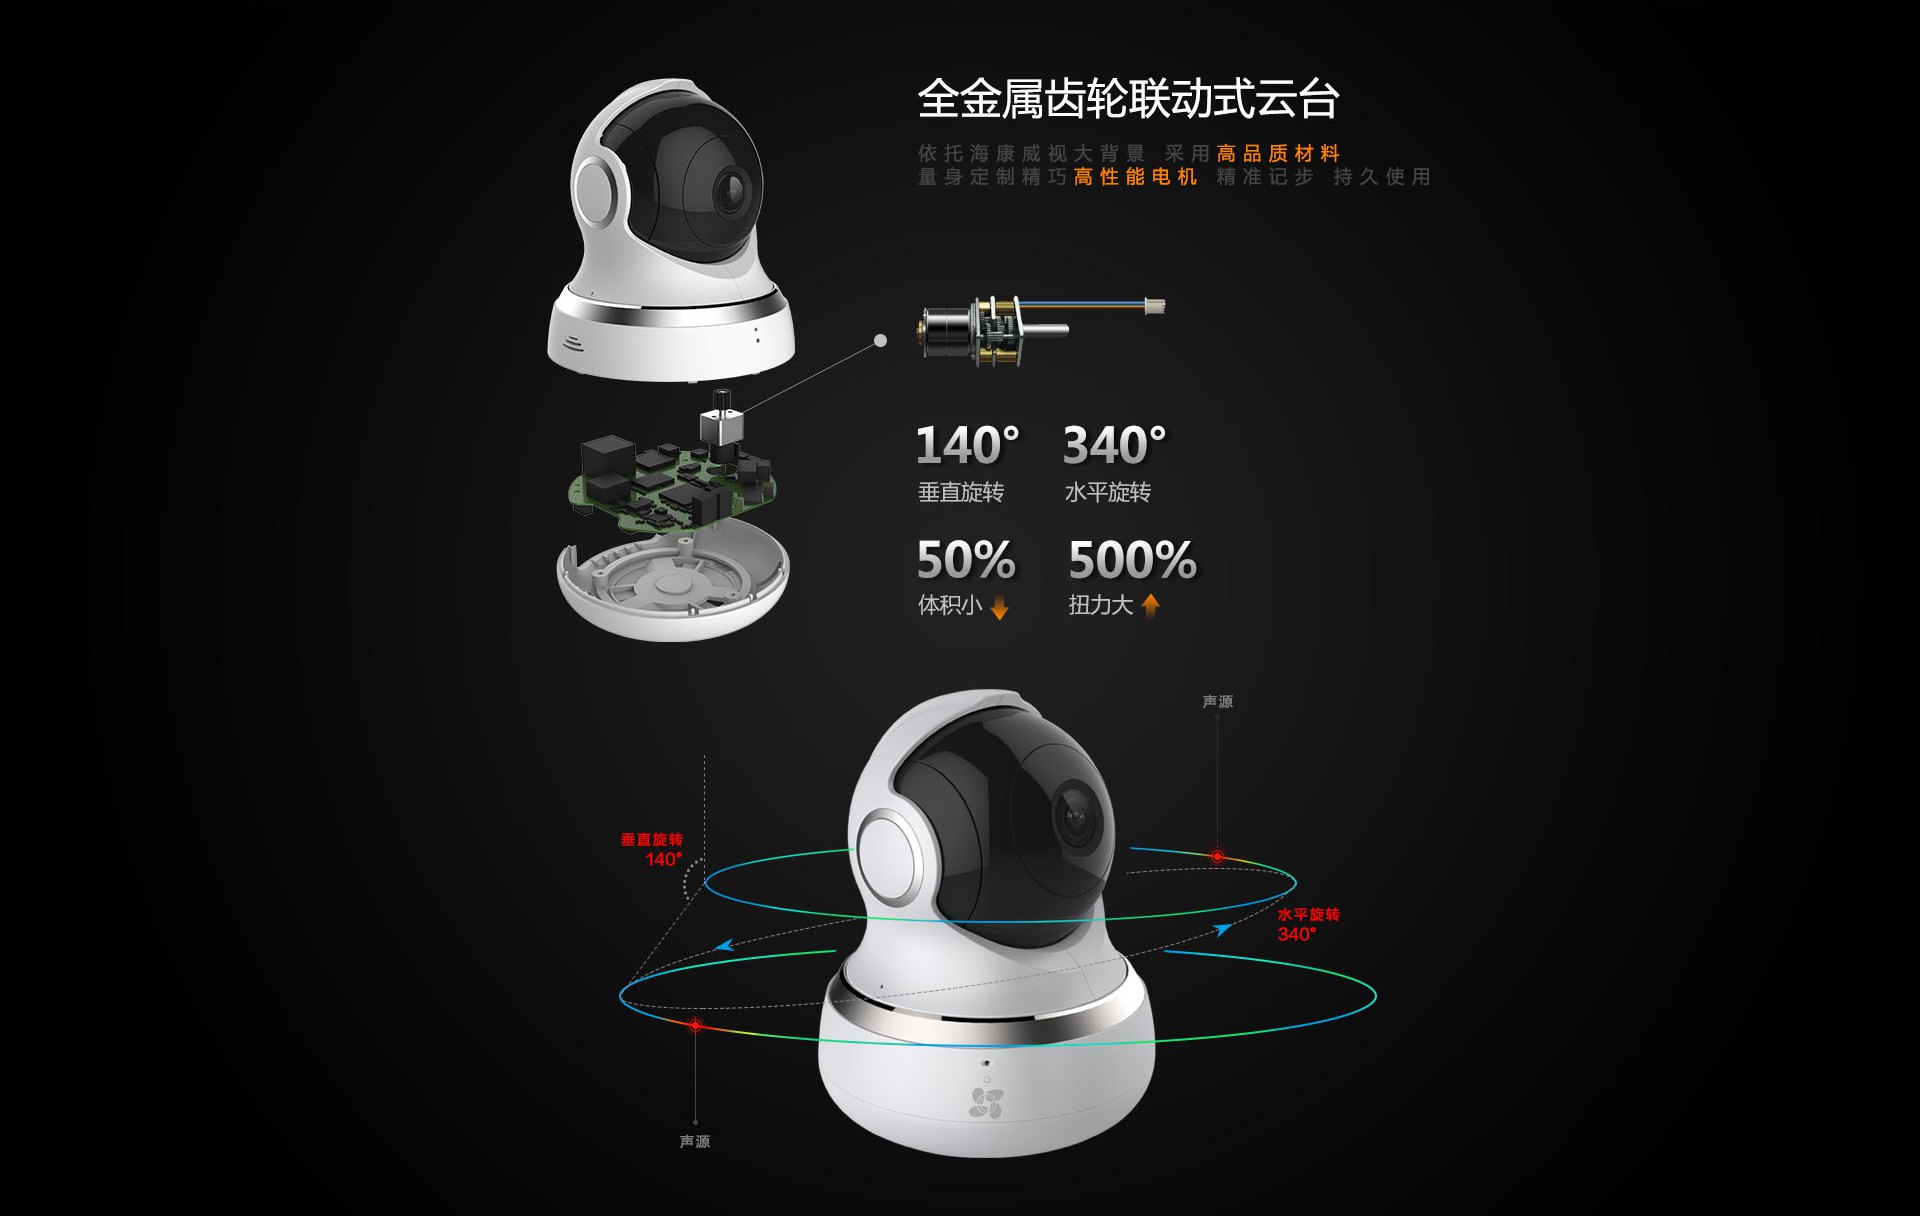 全金属齿轮联动式云台
依托海康威视大背景 采用高品质材料
量身定制精巧高性能电机 精准记步 持久使用
140° 340°
垂直旋转 水平旋转
50% 500%
体积小 扭力大
声源
垂直旋转
140°
水平旋转
340°
声源